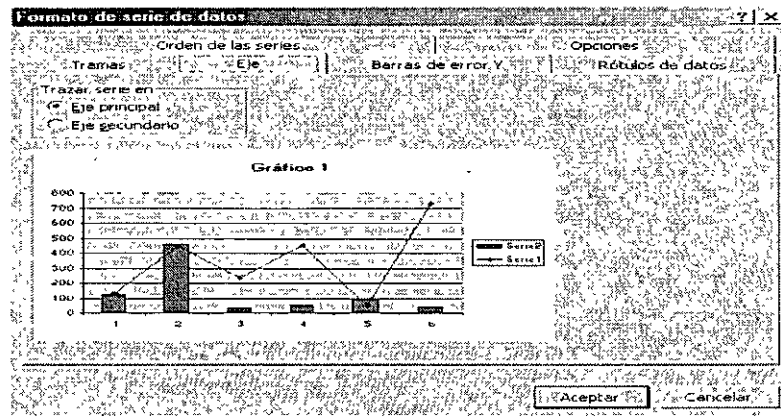 Formato de serie de datos
Orden de las series
Opciones
Tramas
Eje
Barras de error Y
Rótulos de datos
Trazar serie en
Eje principal
Eje secundario
Gráfico 1
800
700
600
500
400
300
200
100
0
1 2 3 4 5 6
Serie2
Serie1
Aceptar
Cancelar